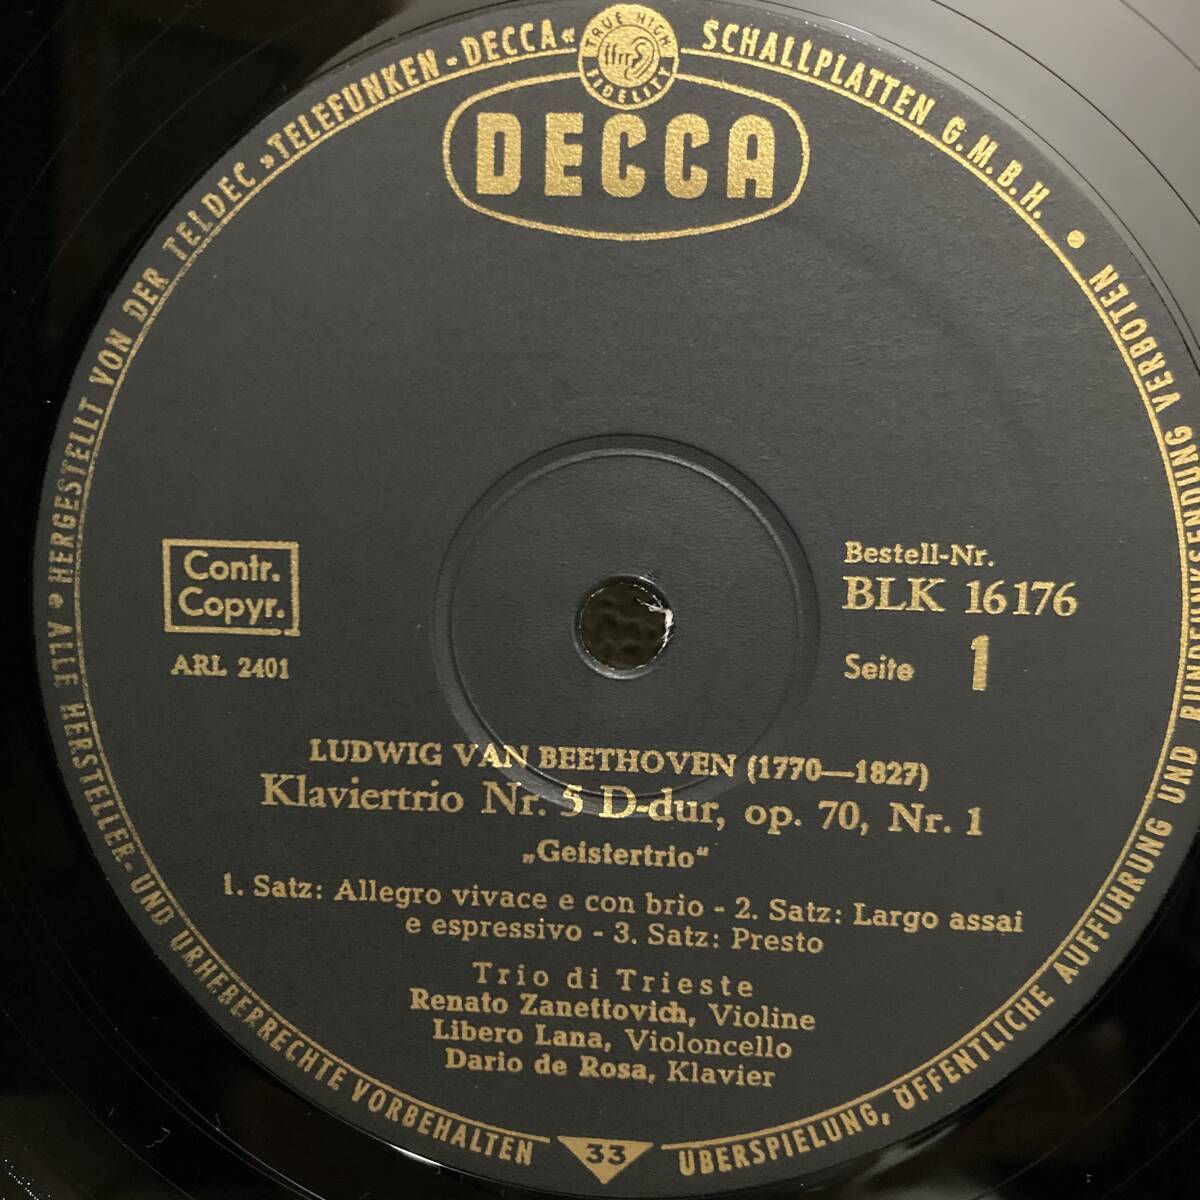 HERGESTELLT VON DER TELDEC »TELEFUNKEN-DECCA« SCHALLPLATTEN G.M.B.H. •
TRUE HIGH
ffrr
FIDELITY
DECCA
Contr.
Copyr.
ARL 2401
Bestell-Nr.
BLK 16176
Seite 1
LUDWIG VAN BEETHOVEN (1770—1827)
Klaviertrio Nr. 5 D-dur, op. 70, Nr. 1
„Geistertrio“
1. Satz: Allegro vivace e con brio - 2. Satz: Largo assai
e espressivo - 3. Satz: Presto
Trio di Trieste
Renato Zanettovich, Violine
Libero Lana, Violoncello
Dario de Rosa, Klavier
33
• ALLE HERSTELLER- UND URHEBERRECHTE VORBEHALTEN
ÜBERSPIELUNG, ÖFFENTLICHE AUFFÜHRUNG UND RUNDFUNKSENDUNG VERBOTEN